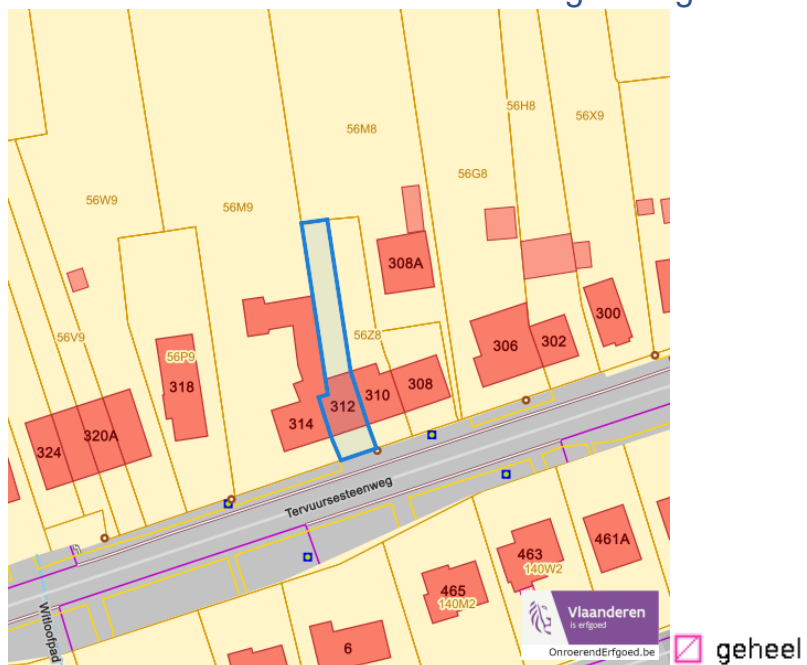 56H8
56X9
56M8
56G8
56W9
56M9
308A
300
56V9
56Z8
306
302
56P9
318
310
308
312
314
320A
324
Tervuursesteenweg
463
461A
140W2
465
140M2
Witloofpad
6
Vlaanderen
is erfgoed
OnroerendErfgoed.be
geheel